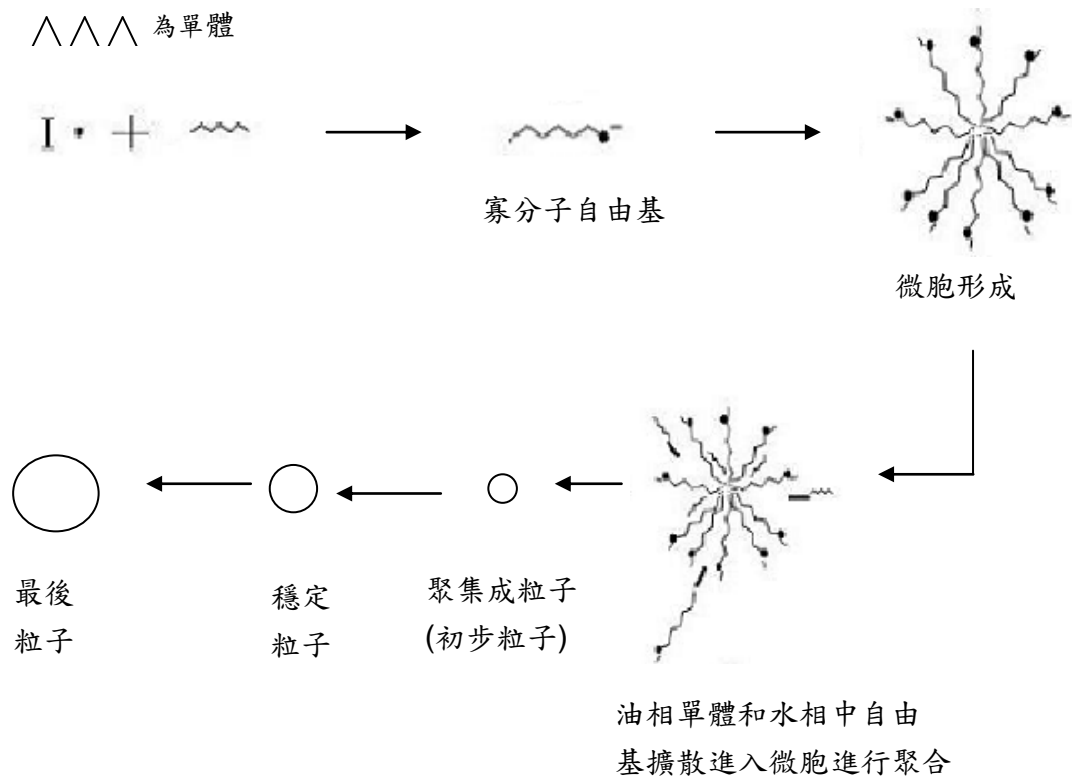 為單體
I • +
寡分子自由基
微胞形成
最後
粒子
穩定
粒子
聚集成粒子
(初步粒子)
油相單體和水相中自由
基擴散進入微胞進行聚合